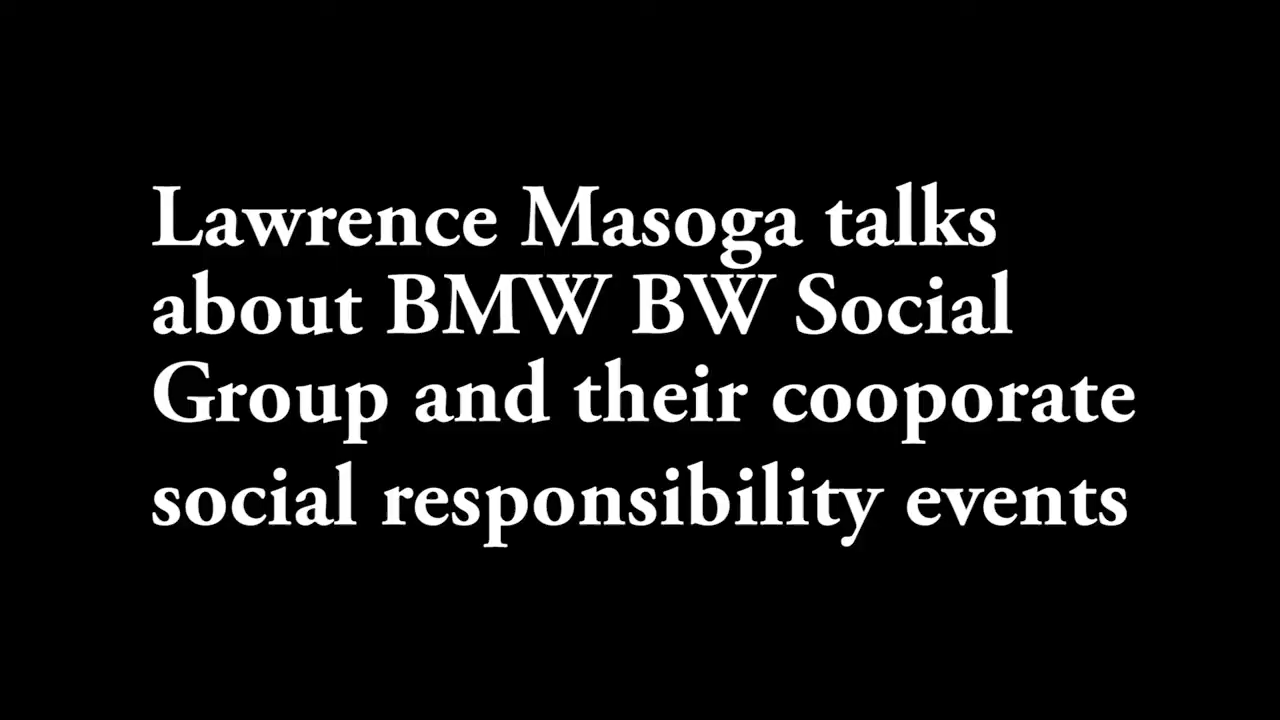 Lawrence Masoga talks
about BMW BW Social
Group and their cooporate
social responsibility events